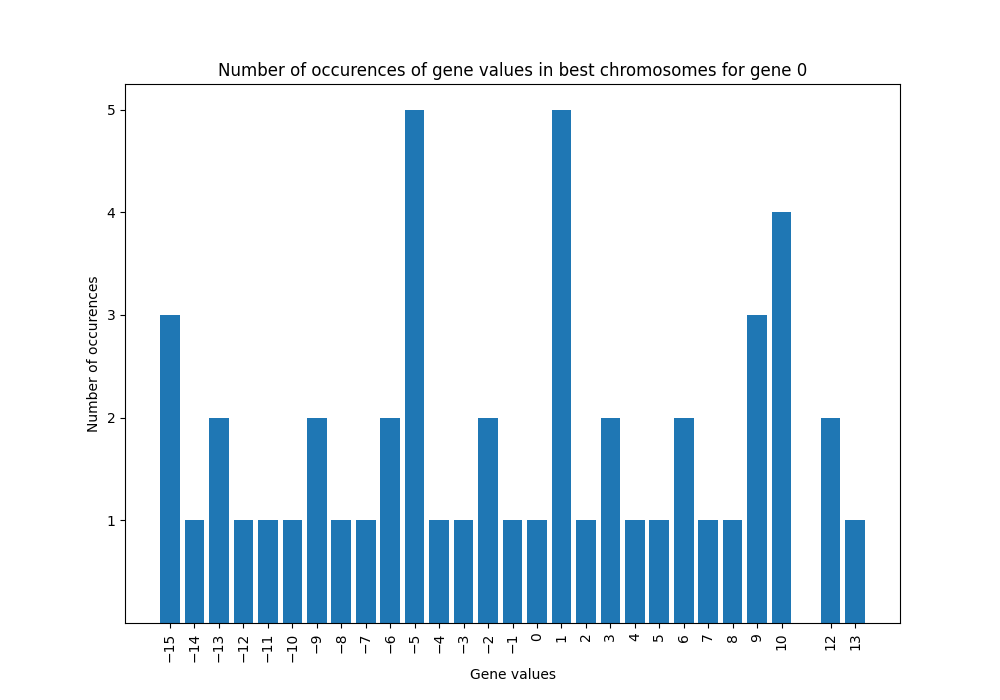 Number of occurences of gene values in best chromosomes for gene 0
Number of occurences
5
4
3
2
1
−15 −14 −13 −12 −11 −10 −9 −8 −7 −6 −5 −4 −3 −2 −1 0 1 2 3 4 5 6 7 8 9 10 12 13
Gene values